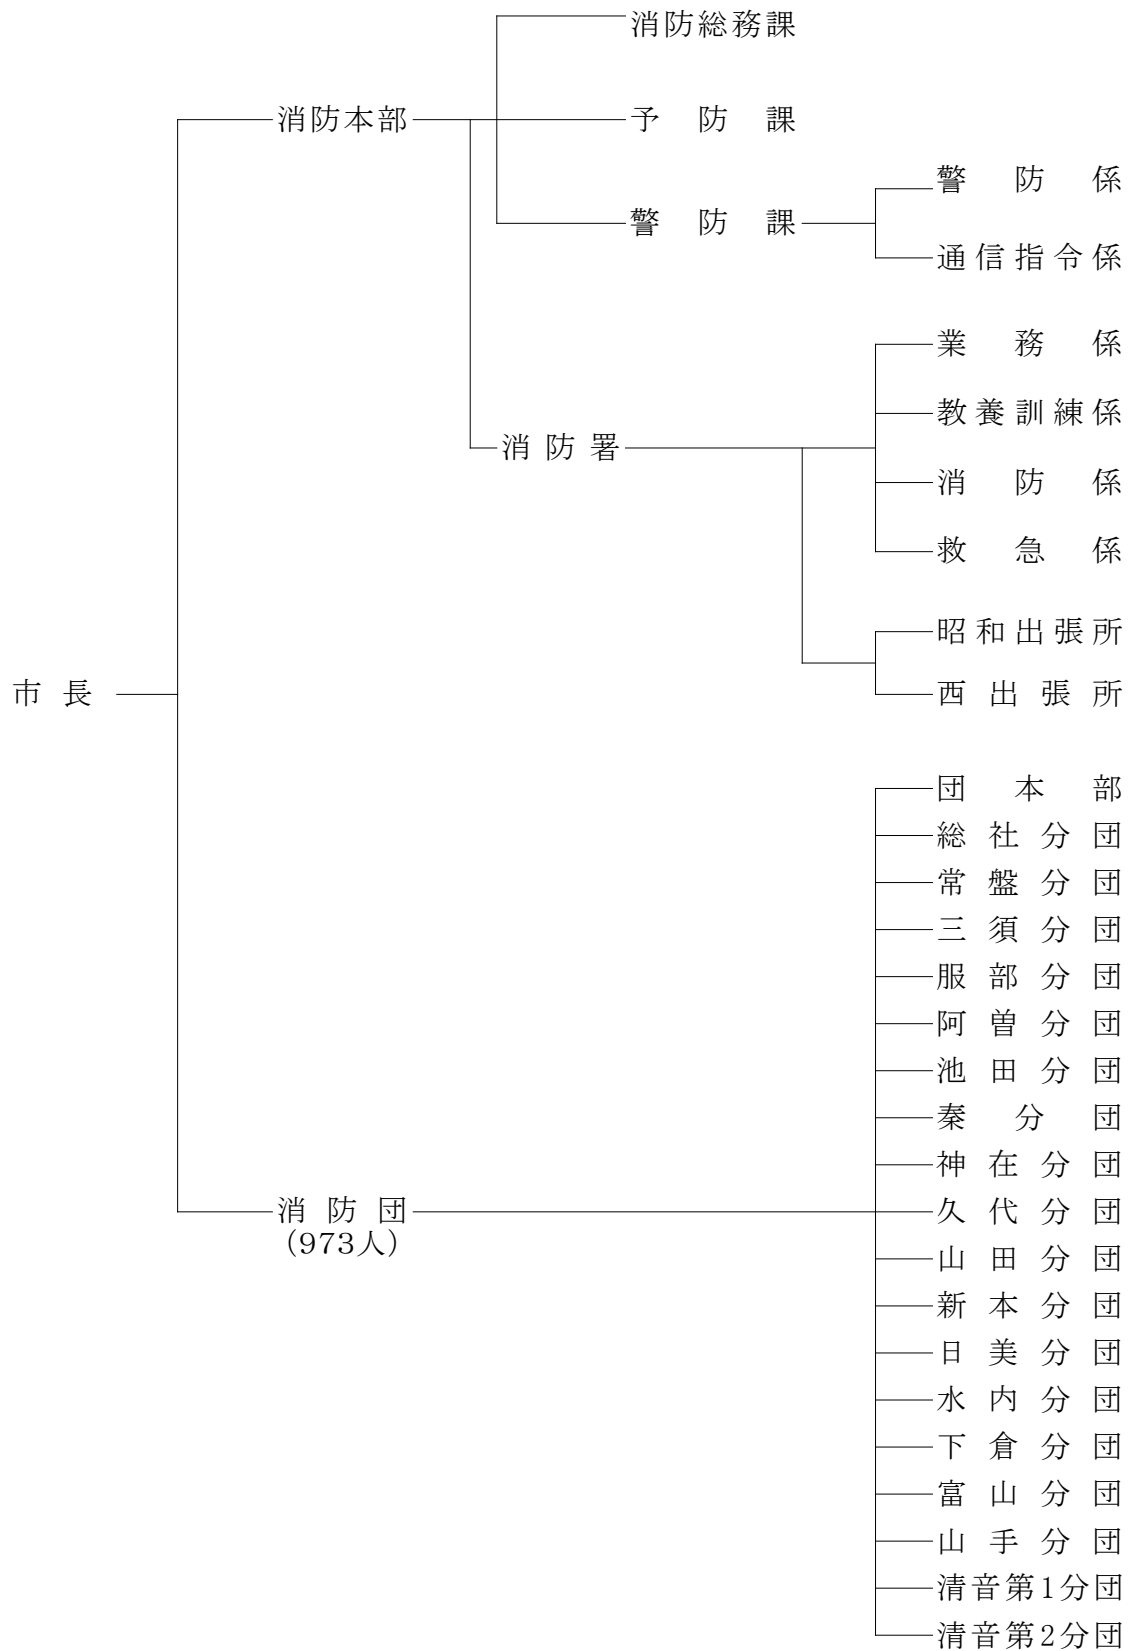 消防総務課
消防本部
予防課
警防係
警防課
通信指令係
業務係
教養訓練係
消防署
消防係
救急係
昭和出張所
市長
西出張所
団本部
総社分団
常盤分団
三須分団
服部分団
阿曽分団
池田分団
秦分団
神在分団
消防団
久代分団
(973人)
山田分団
新本分団
日美分団
水内分団
下倉分団
富山分団
山手分団
清音第1分団
清音第2分団